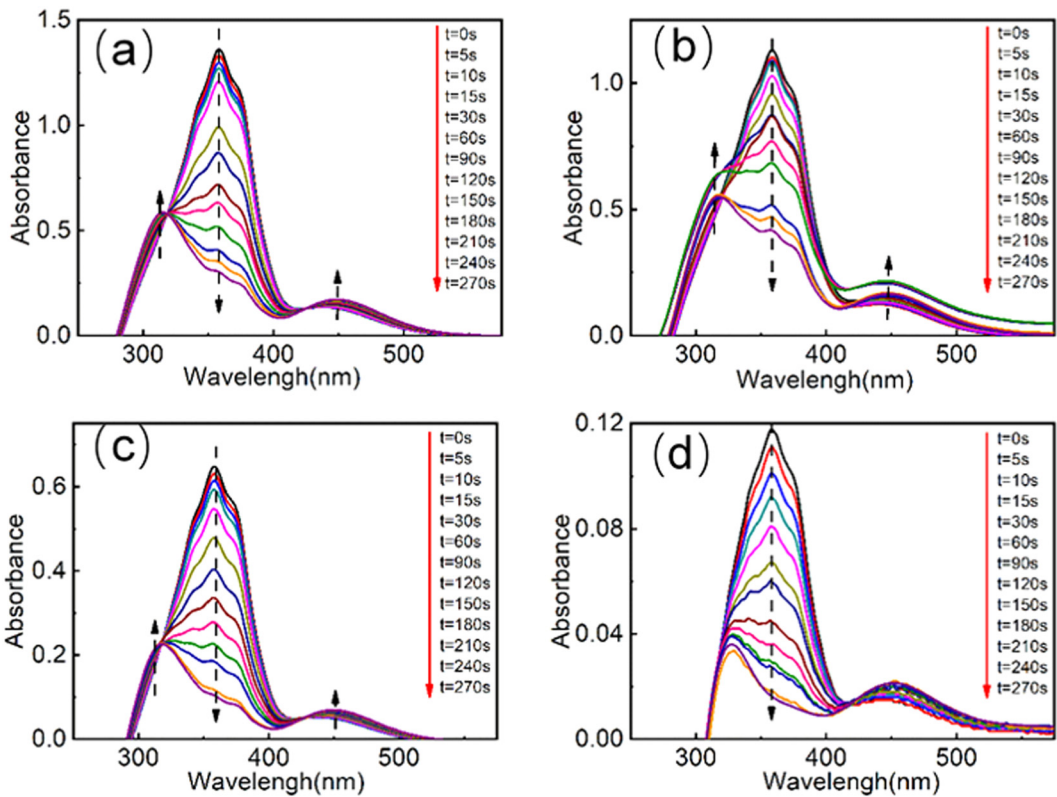 (a)
1.5
1.0
0.5
0.0
Absorbance
300
400
500
Wavelengh(nm)
t=0s
t=5s
t=10s
t=15s
t=30s
t=60s
t=90s
t=120s
t=150s
t=180s
t=210s
t=240s
t=270s
(b)
1.0
0.5
0.0
Absorbance
300
400
500
Wavelengh(nm)
t=0s
t=5s
t=10s
t=15s
t=30s
t=60s
t=90s
t=120s
t=150s
t=180s
t=210s
t=240s
t=270s
(c)
0.6
0.4
0.2
0.0
Absorbance
300
400
500
Wavelengh(nm)
t=0s
t=5s
t=10s
t=15s
t=30s
t=60s
t=90s
t=120s
t=150s
t=180s
t=210s
t=240s
t=270s
(d)
0.12
0.08
0.04
0.00
Absorbance
300
400
500
Wavelengh(nm)
t=0s
t=5s
t=10s
t=15s
t=30s
t=60s
t=90s
t=120s
t=150s
t=180s
t=210s
t=240s
t=270s